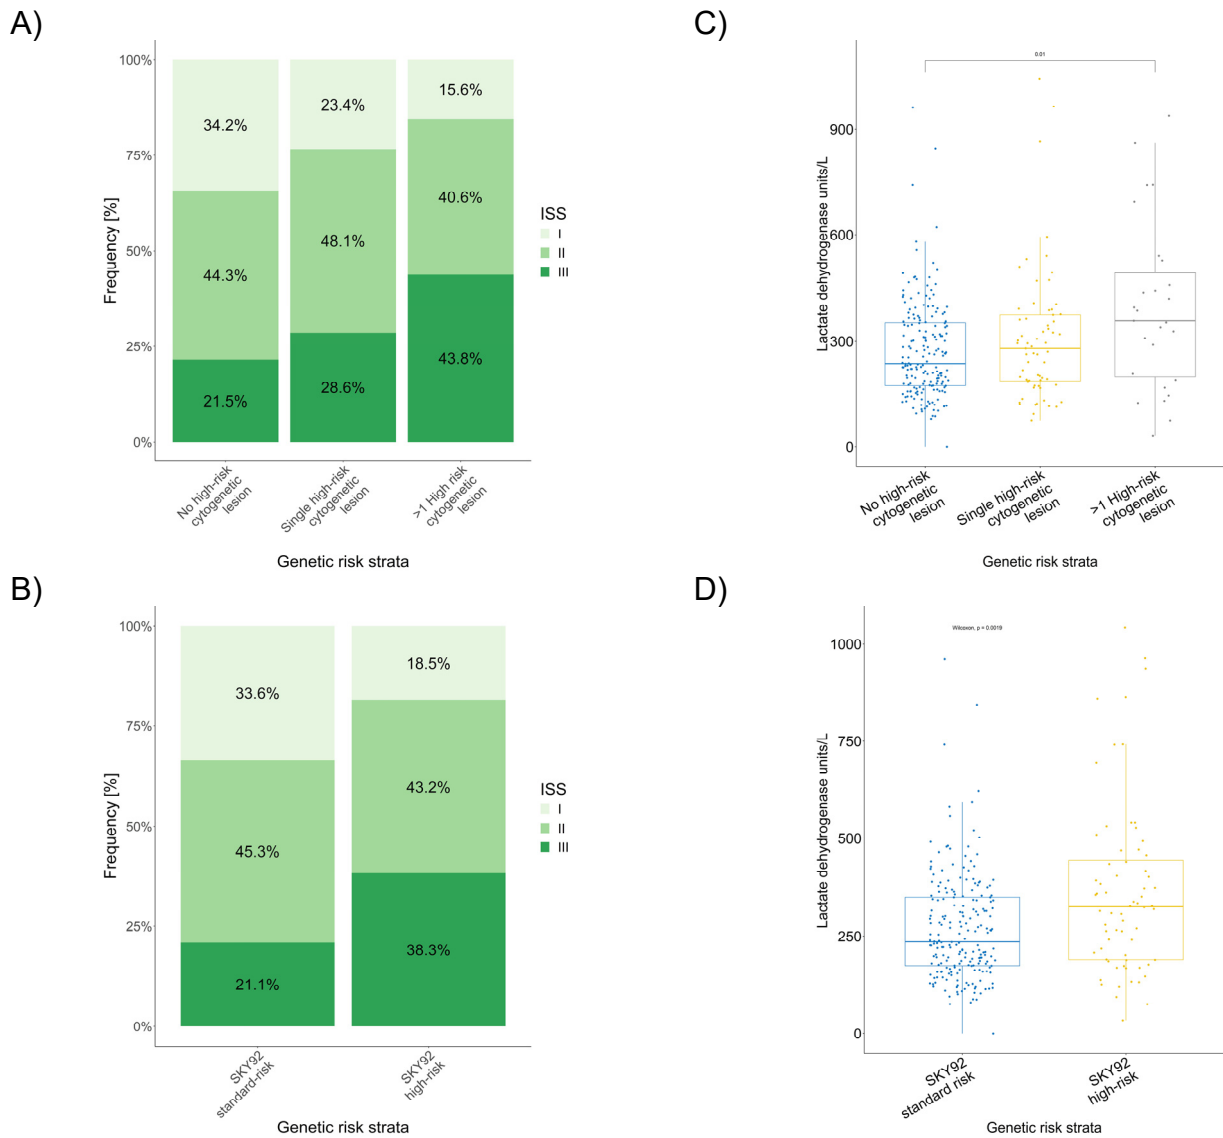 A)
100%
75%
50%
25%
0%
Frequency [%]
34.2%
44.3%
21.5%
23.4%
48.1%
28.6%
15.6%
40.6%
43.8%
ISS
I
II
III
No high-risk
cytogenetic
lesion
Single high-risk
cytogenetic
lesion
>1 High risk
cytogenetic
lesion
Genetic risk strata
B)
100%
75%
50%
25%
0%
Frequency [%]
33.6%
45.3%
21.1%
18.5%
43.2%
38.3%
ISS
I
II
III
SKY92
standard-risk
SKY92
high-risk
Genetic risk strata
C)
0.01
900
600
300
0
Lactate dehydrogenase units/L
No high-risk
cytogenetic
lesion
Single high-risk
cytogenetic
lesion
>1 High-risk
cytogenetic
lesion
Genetic risk strata
D)
Wilcoxon, p = 0.0019
1000
750
500
250
0
Lactate dehydrogenase units/L
SKY92
standard risk
SKY92
high-risk
Genetic risk strata